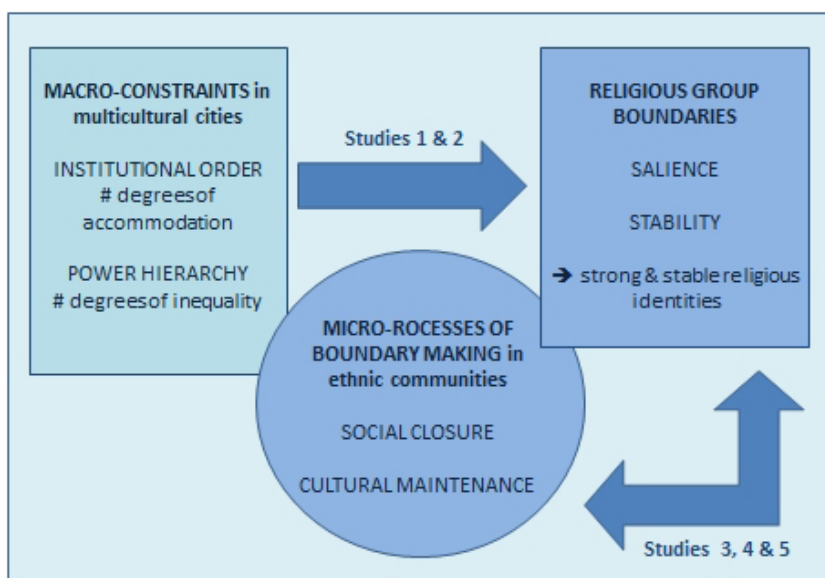 MACRO-CONSTRAINTS in
multicultural cities
INSTITUTIONAL ORDER
# degreesof
accommodation
POWER HIERARCHY
# degreesof inequality
Studies 1 & 2
RELIGIOUS GROUP
BOUNDARIES
SALIENCE
STABILITY
➔ strong & stable religious
identities
MICRO-ROCESSES OF
BOUNDARY MAKING in
ethnic communities
SOCIAL CLOSURE
CULTURAL MAINTENANCE
Studies 3, 4 & 5